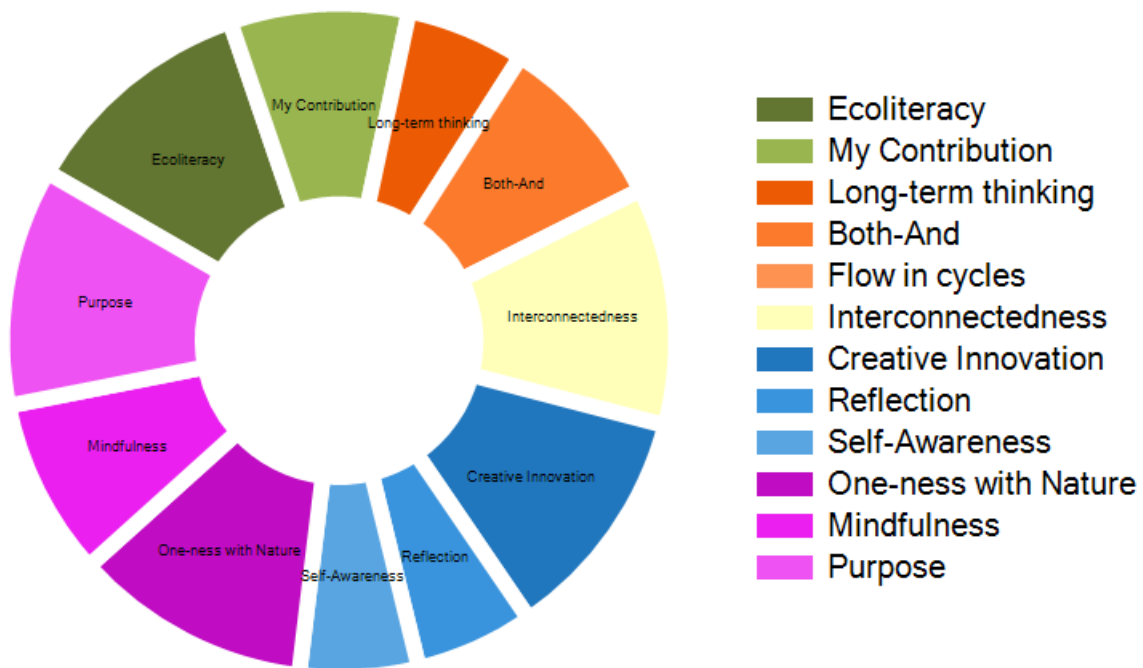 My Contribution
Long-term thinking
Ecoliteracy
Both-And
Purpose
Interconnectedness
Mindfulness
Creative Innovation
One-ness with Nature
Reflection
Self-Awareness
Ecoliteracy
My Contribution
Long-term thinking
Both-And
Flow in cycles
Interconnectedness
Creative Innovation
Reflection
Self-Awareness
One-ness with Nature
Mindfulness
Purpose